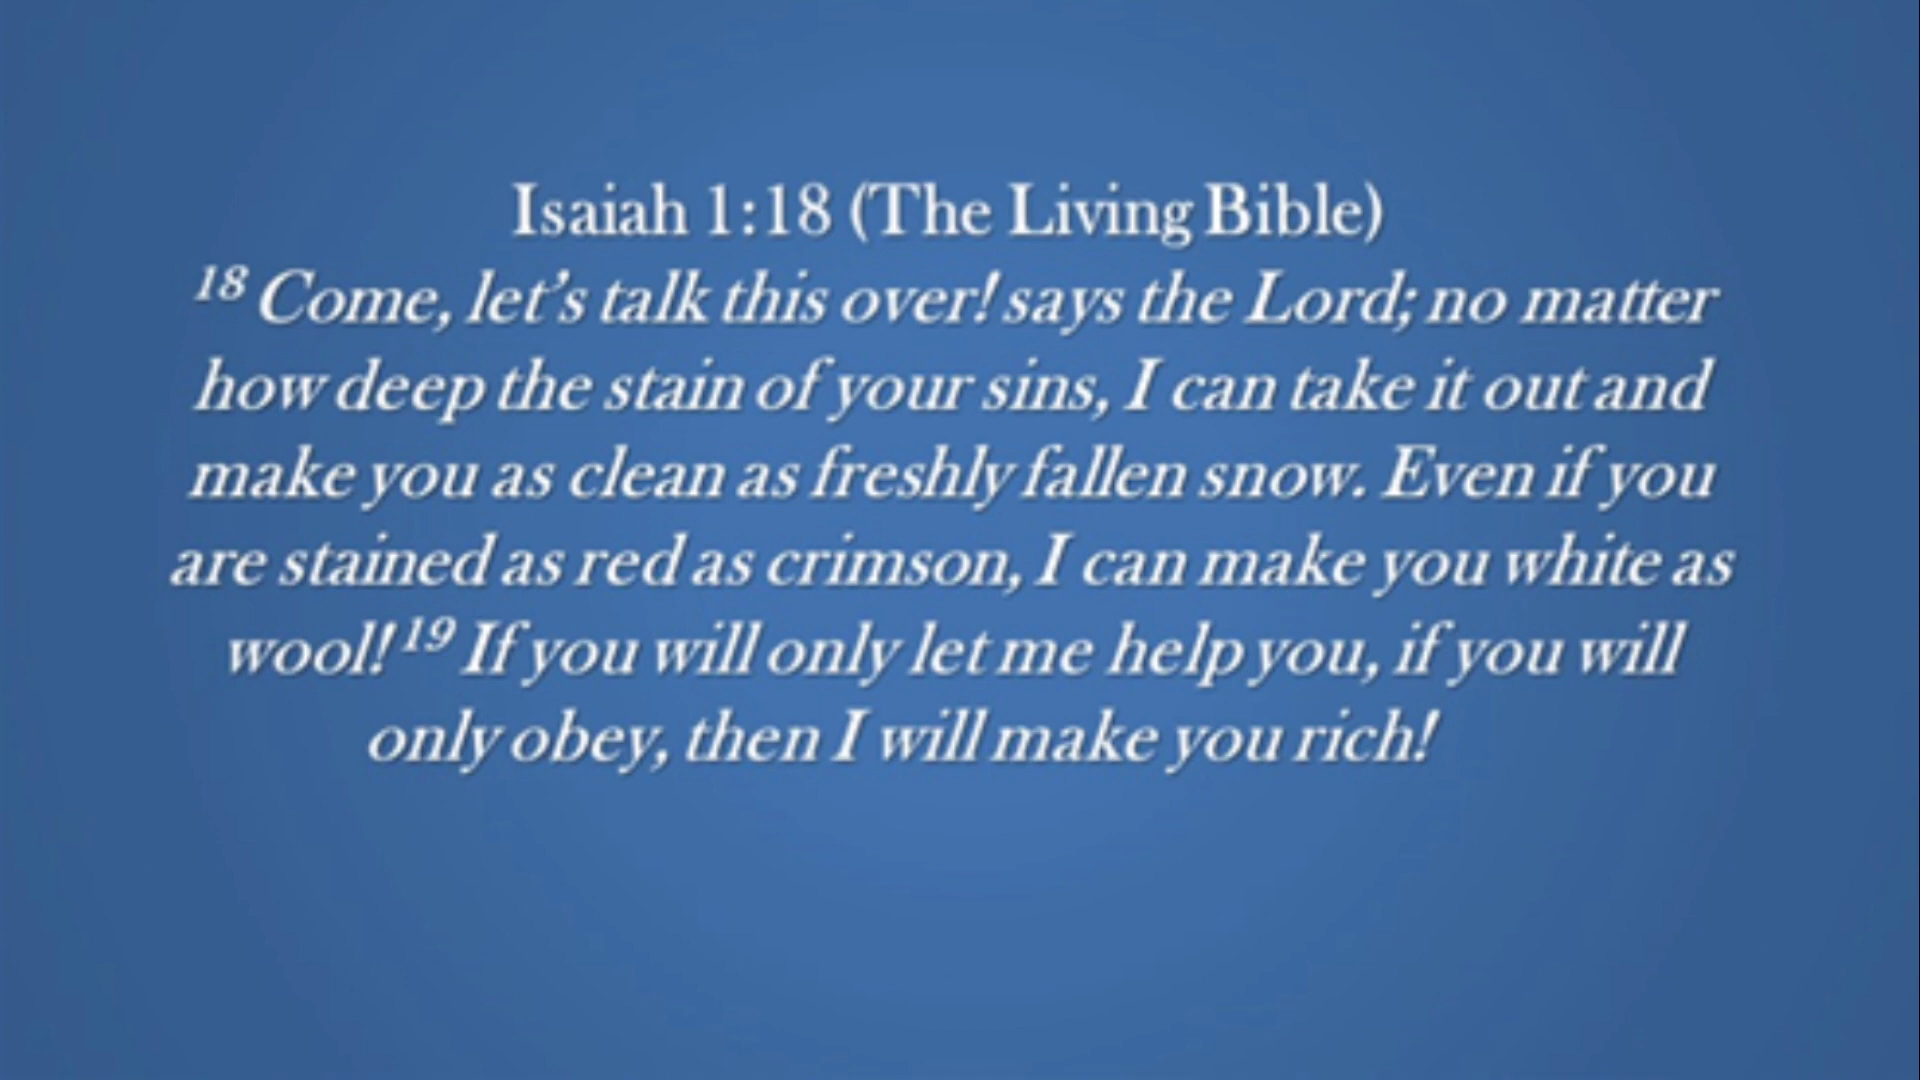 Isaiah 1:18 (The Living Bible)
18 Come, let’s talk this over! says the Lord; no matter
how deep the stain of your sins, I can take it out and
make you as clean as freshly fallen snow. Even if you
are stained as red as crimson, I can make you white as
wool! 19 If you will only let me help you, if you will
only obey, then I will make you rich!